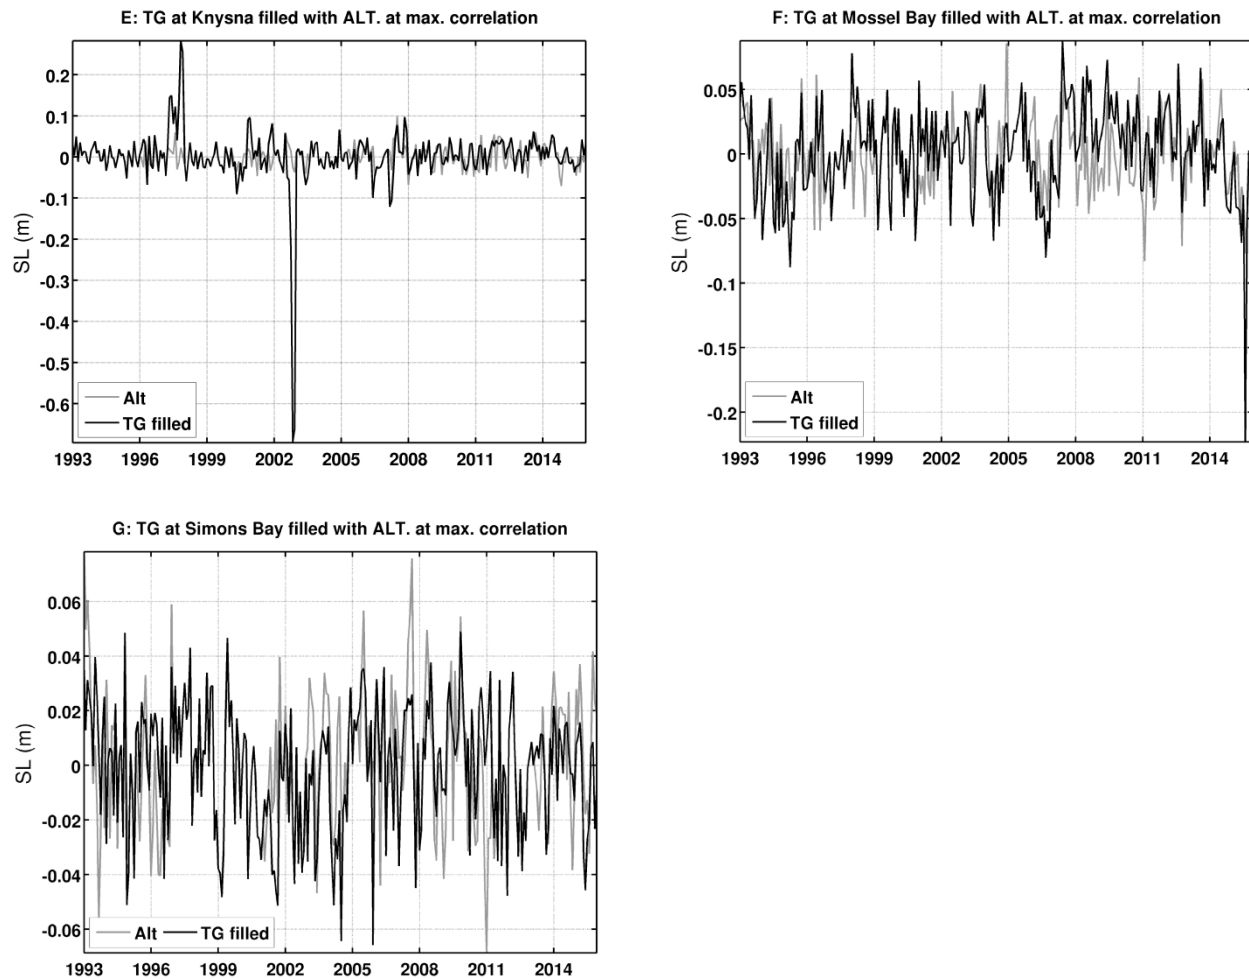 E: TG at Knysna filled with ALT. at max. correlation
0.2
0.1
0
-0.1
-0.2
-0.3
-0.4
-0.5
-0.6
SL (m)
Alt
TG filled
1993 1996 1999 2002 2005 2008 2011 2014
F: TG at Mossel Bay filled with ALT. at max. correlation
0.05
0
-0.05
-0.1
-0.15
-0.2
SL (m)
Alt
TG filled
1993 1996 1999 2002 2005 2008 2011 2014
G: TG at Simons Bay filled with ALT. at max. correlation
0.06
0.04
0.02
0
-0.02
-0.04
-0.06
SL (m)
Alt TG filled
1993 1996 1999 2002 2005 2008 2011 2014